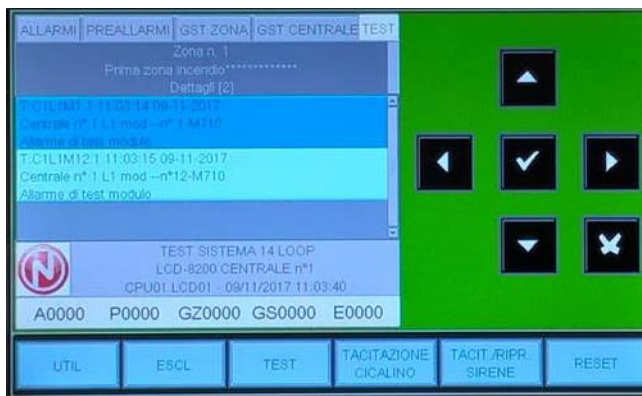 ALLARMI PREALLARMI GST ZONA GST CENTRALE TEST
Zona n. 1
Prima zona Incendio*************
Dettagli [2]
T:C1L1M1.1 11:03:14 09-11-2017
Centrale n° 1 L1 mod --n° 1-M710
Allarme di test modulo
T:C1L1M12.1 11:03:15 09-11-2017
Centrale n° 1 L1 mod --n°12-M710
Allarme di test modulo
TEST SISTEMA 14 LOOP
LCD-8200 CENTRALE n°1
CPU01 LCD01 - 09/11/2017 11:03:40
A0000 P0000 GZ0000 GS0000 E0000
UTIL ESCL TEST TACITAZIONE CICALINO TACIT./RIPR. SIRENE RESET